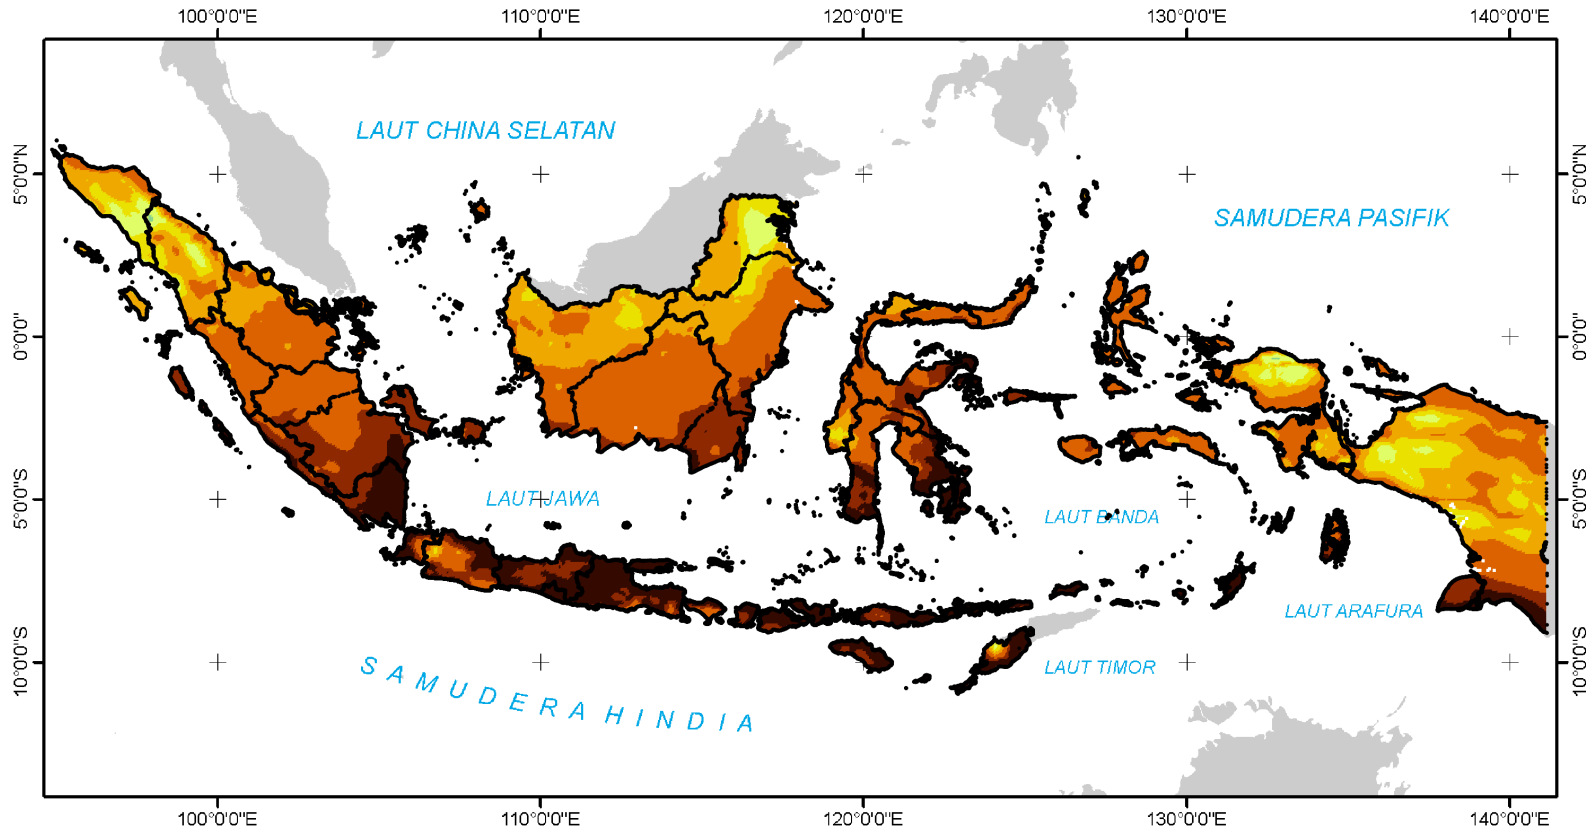 100°0'0"E 110°0'0"E 120°0'0"E 130°0'0"E 140°0'0"E
LAUT CHINA SELATAN
5°0'0"N 5°0'0"N
SAMUDERA PASIFIK
0°0'0" 0°0'0"
5°0'0"S 5°0'0"S
LAUT JAWA
LAUT BANDA
LAUT ARAFURA
10°0'0"S 10°0'0"S
LAUT TIMOR
SAMUDERA HINDIA
100°0'0"E 110°0'0"E 120°0'0"E 130°0'0"E 140°0'0"E